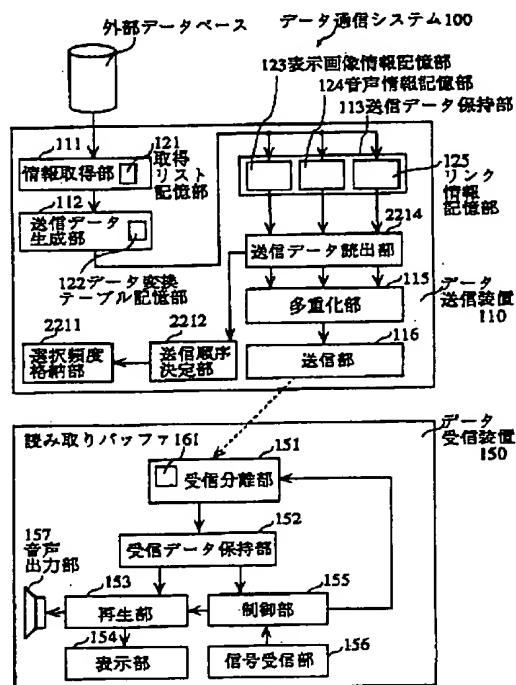 外部データベース
データ通信システム100
123表示画像情報記憶部
124音声情報記憶部
113送信データ保持部
111
情報取得部
121
取得
リスト
記憶部
125
リンク
情報
記憶部
112
送信データ
生成部
122データ変換
テーブル記憶部
2214
送信データ読出部
115
多重化部
データ
送信装置
110
2211
選択頻度
格納部
2212
送信順序
決定部
116
送信部
データ
受信装置
150
読み取りバッファ161
151
受信分離部
152
受信データ保持部
157
音声
出力部
153
再生部
155
制御部
154
表示部
156
信号受信部